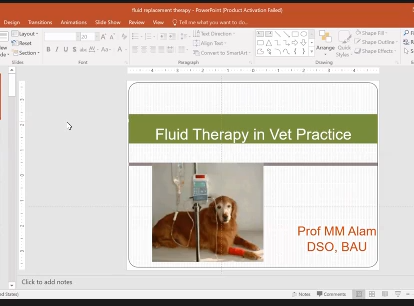 fluid replacement therapy - PowerPoint (Product Activation Failed)
Design Transitions Animations Slide Show Review View Tell me what you want to do...
Layout
Reset
Section
20
Text Direction
Align Text
Convert to SmartArt
Arrange
Quick Styles
Shape Fill
Shape Outline
Shape Effects
Slides Font Paragraph Drawing
Fluid Therapy in Vet Practice
Prof MM Alam
DSO, BAU
Click to add notes
Notes Comments